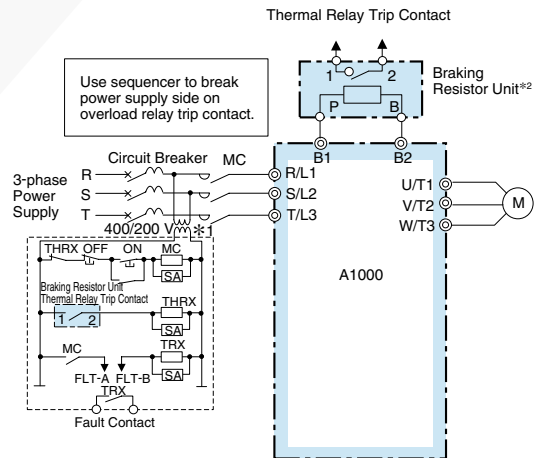 Thermal Relay Trip Contact
1 2
Braking
Resistor Unit*2
P B
Use sequencer to break
power supply side on
overload relay trip contact.
B1 B2
3-phase
Power
Supply
Circuit Breaker MC
R R/L1
S S/L2
T T/L3
U/T1
V/T2
W/T3
M
A1000
400/200 V *1
THRX OFF ON MC
SA
Braking Resistor Unit
Thermal Relay Trip Contact
1 2
THRX
SA
MC
TRX
FLT-A FLT-B
SA
TRX
Fault Contact